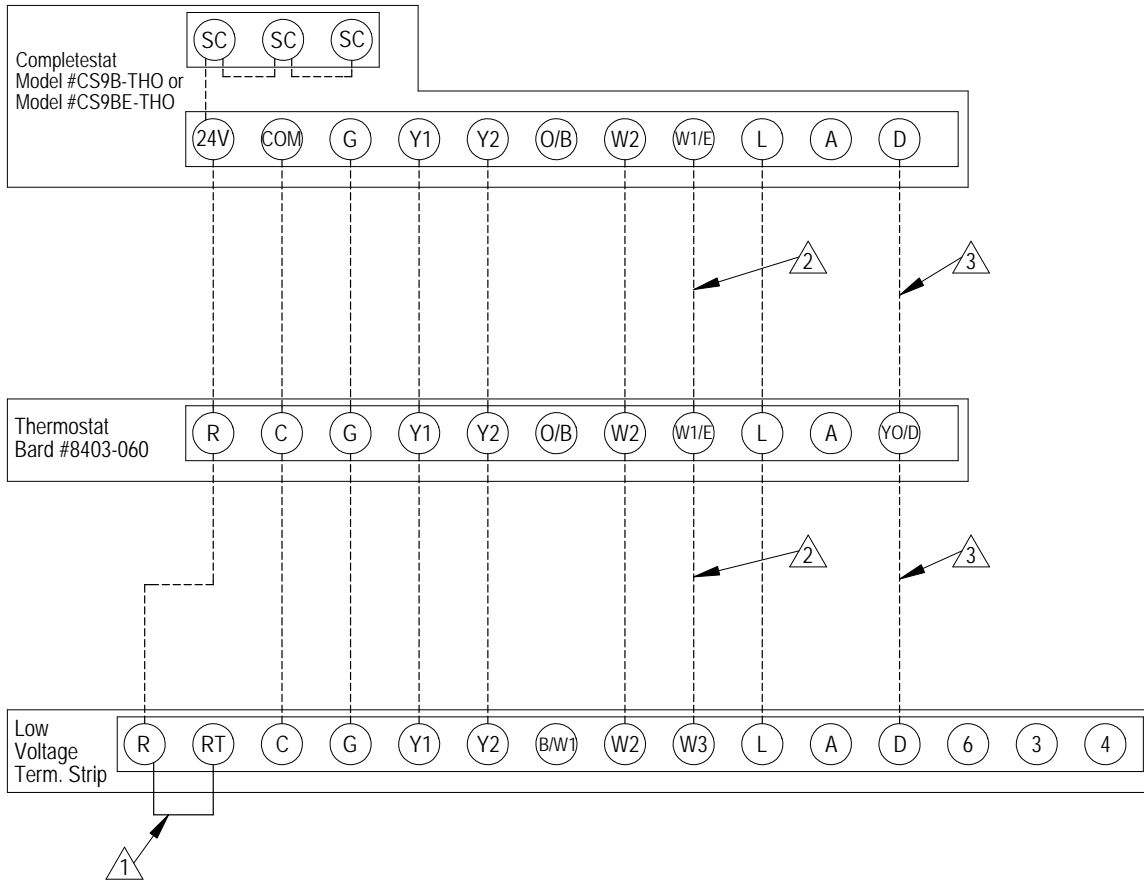 SC SC SC
Completestat
Model #CS9B-THO or
Model #CS9BE-THO
24V COM G Y1 Y2 O/B W2 W1/E L A D
2 3
Thermostat
Bard #8403-060
R C G Y1 Y2 O/B W2 W1/E L A YO/D
2 3
Low
Voltage
Term. Strip
R RT C G Y1 Y2 B/W1 W2 W3 L A D 6 3 4
1